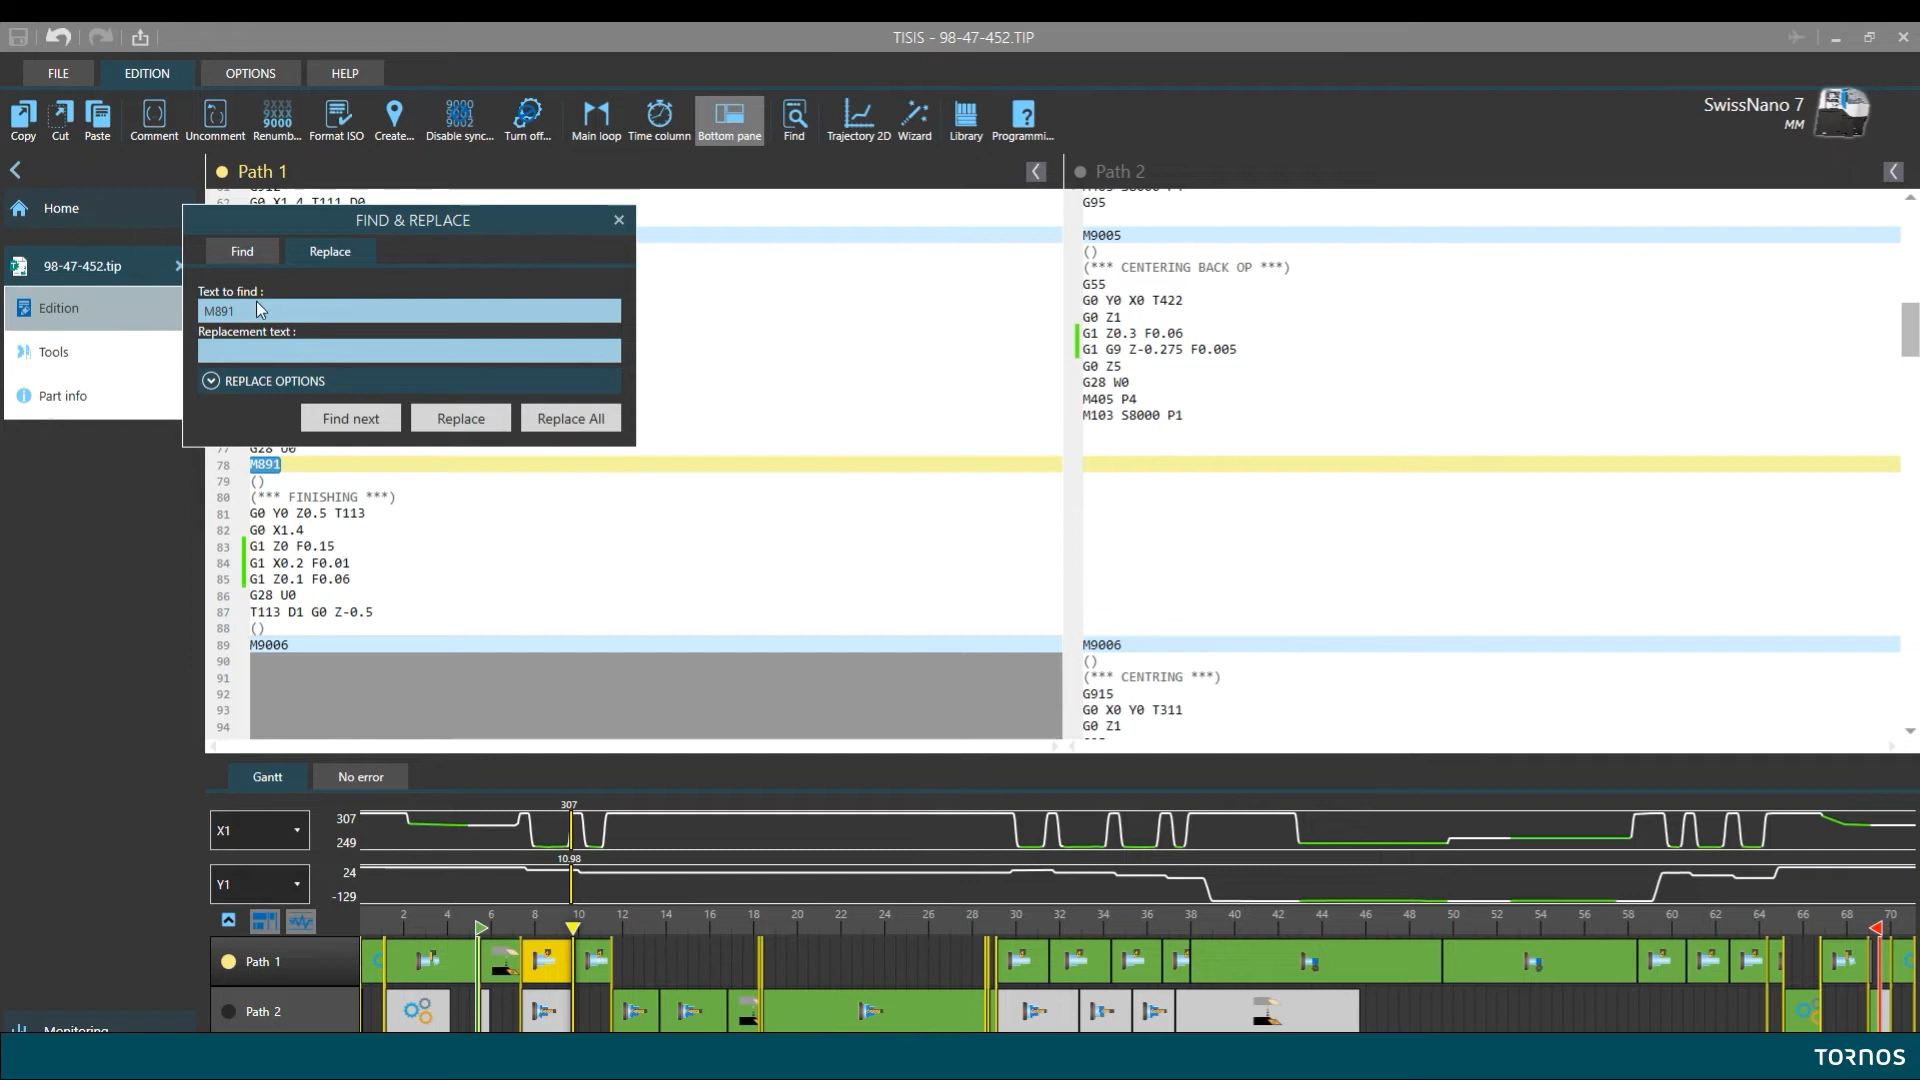 TISIS - 98-47-452.TIP
FILE
EDITION
OPTIONS
HELP
Copy
Cut
Paste
Comment
Uncomment
Renumb...
Format ISO
Create...
Disable sync...
Turn off...
Main loop
Time column
Bottom pane
Find
Trajectory 2D
Wizard
Library
Programmi...
SwissNano 7
MM
Path 1
Path 2
Home
98-47-452.tip
Edition
Tools
Part info
Monitoring
62 G0 X1.4 T111 D0
FIND & REPLACE
Find
Replace
Text to find :
M891
Replacement text :
REPLACE OPTIONS
Find next
Replace
Replace All
77 G28 U0
78 M891
79 ()
80 (*** FINISHING ***)
81 G0 Y0 Z0.5 T113
82 G0 X1.4
83 G1 Z0 F0.15
84 G1 X0.2 F0.01
85 G1 Z0.1 F0.06
86 G28 U0
87 T113 D1 G0 Z-0.5
88 ()
89 M9006
90
91
92
93
94
G95
M9005
()
(*** CENTERING BACK OP ***)
G55
G0 Y0 X0 T422
G0 Z1
G1 Z0.3 F0.06
G1 G9 Z-0.275 F0.005
G0 Z5
G28 W0
M405 P4
M103 S8000 P1
M9006
()
(*** CENTRING ***)
G915
G0 X0 Y0 T311
G0 Z1
Gantt
No error
X1
307
249
307
Y1
24
-129
10.98
2 4 6 8 10 12 14 16 18 20 22 24 26 28 30 32 34 36 38 40 42 44 46 48 50 52 54 56 58 60 62 64 66 68 70
Path 1
Path 2
TORNOS